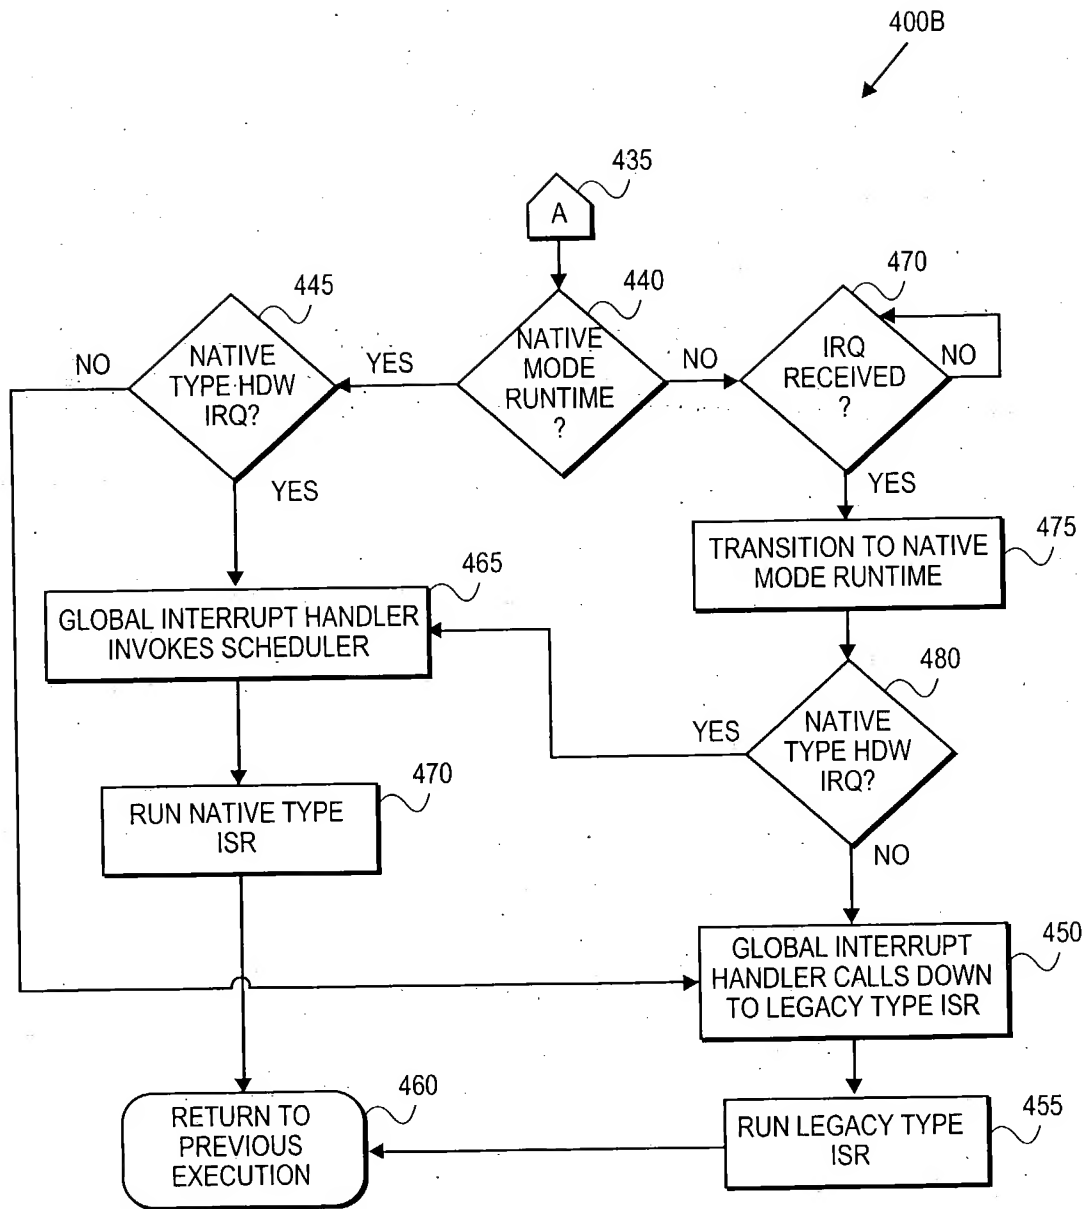 400B
435
A
445
440
470
NATIVE
TYPE HDW
IRQ?
NO
YES
NATIVE
MODE
RUNTIME
?
NO
IRQ
RECEIVED
?
NO
YES
YES
TRANSITION TO NATIVE
MODE RUNTIME
475
465
GLOBAL INTERRUPT HANDLER
INVOKES SCHEDULER
480
YES
NATIVE
TYPE HDW
IRQ?
NO
470
RUN NATIVE TYPE
ISR
450
GLOBAL INTERRUPT
HANDLER CALLS DOWN
TO LEGACY TYPE ISR
460
RETURN TO
PREVIOUS
EXECUTION
455
RUN LEGACY TYPE
ISR